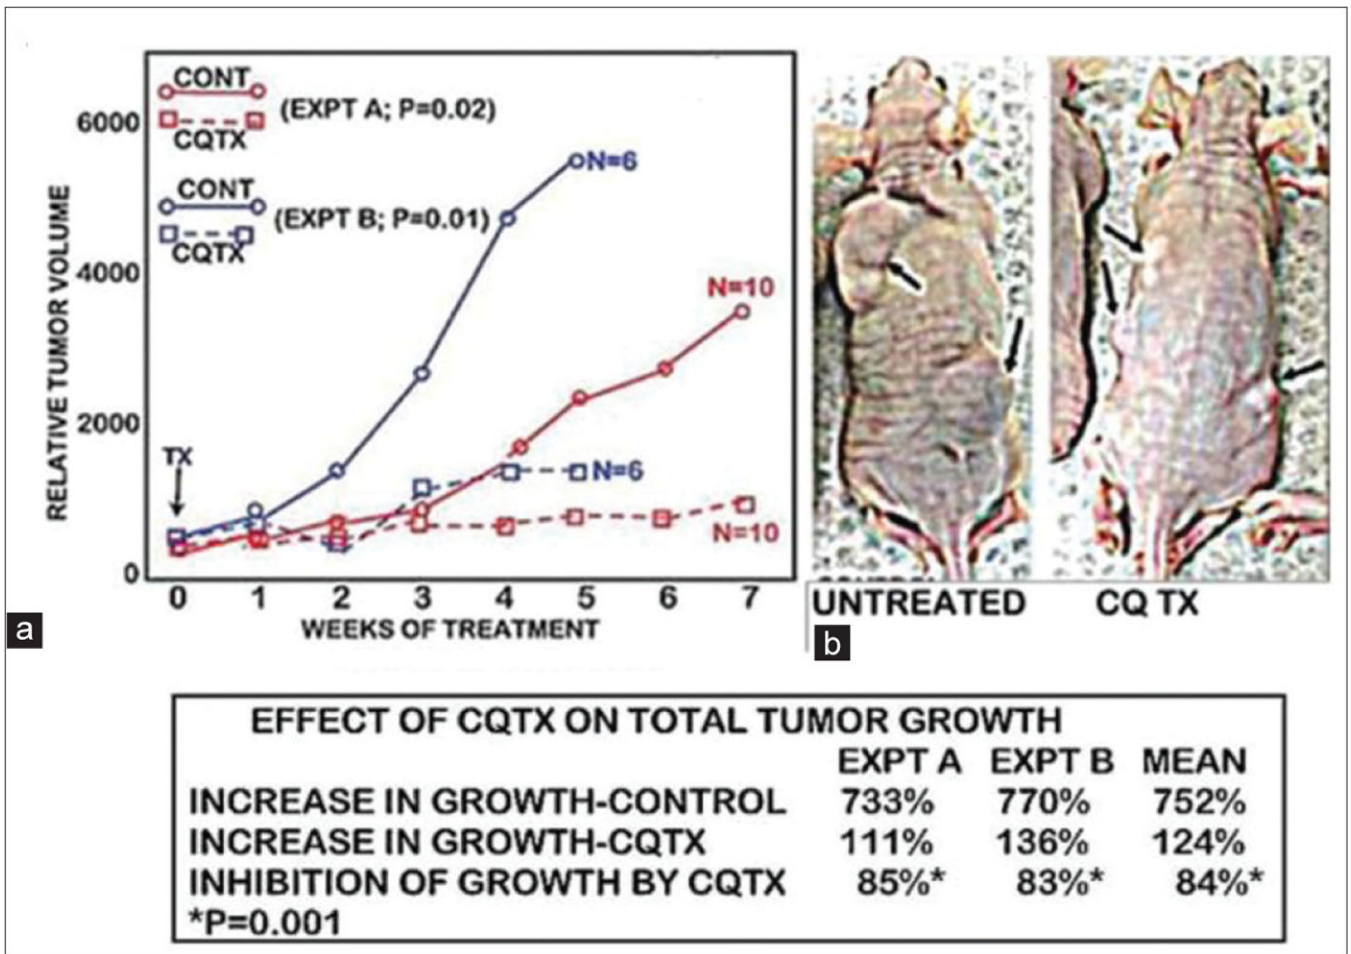 CONT
(EXPT A; P=0.02)
CQTX
CONT
(EXPT B; P=0.01)
CQTX
RELATIVE TUMOR VOLUME
6000
4000
2000
0
TX
N=6
N=10
N=6
N=10
0 1 2 3 4 5 6 7
WEEKS OF TREATMENT
a
UNTREATED
CQ TX
b
EFFECT OF CQTX ON TOTAL TUMOR GROWTH
EXPT A EXPT B MEAN
INCREASE IN GROWTH-CONTROL 733% 770% 752%
INCREASE IN GROWTH-CQTX 111% 136% 124%
INHIBITION OF GROWTH BY CQTX 85%* 83%* 84%*
*P=0.001